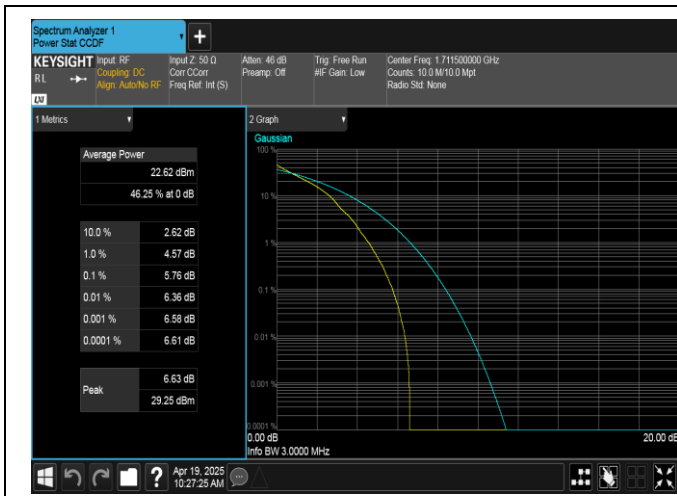 Spectrum Analyzer 1
Power Stat CCDF
+
KEYSIGHT Input: RF Input Z: 50 Ω Atten: 46 dB Trig: Free Run Center Freq: 1.711500000 GHz
RL Coupling: DC Corr CCorr Preamp: Off #IF Gain: Low Counts: 10.0 M/10.0 Mpt
Align: Auto/No RF Freq Ref: Int (S) Radio Std: None
LXI
1 Metrics 2 Graph
Gaussian
Average Power
22.62 dBm
46.25 % at 0 dB
10.0 % 2.62 dB
1.0 % 4.57 dB
0.1 % 5.76 dB
0.01 % 6.36 dB
0.001 % 6.58 dB
0.0001 % 6.61 dB
Peak 6.63 dB
29.25 dBm
100 %
10 %
1 %
0.1 %
0.01 %
0.001 %
0.0001 %
0.00 dB 20.00 dB
Info BW 3.0000 MHz
? Apr 19, 2025
10:27:25 AM